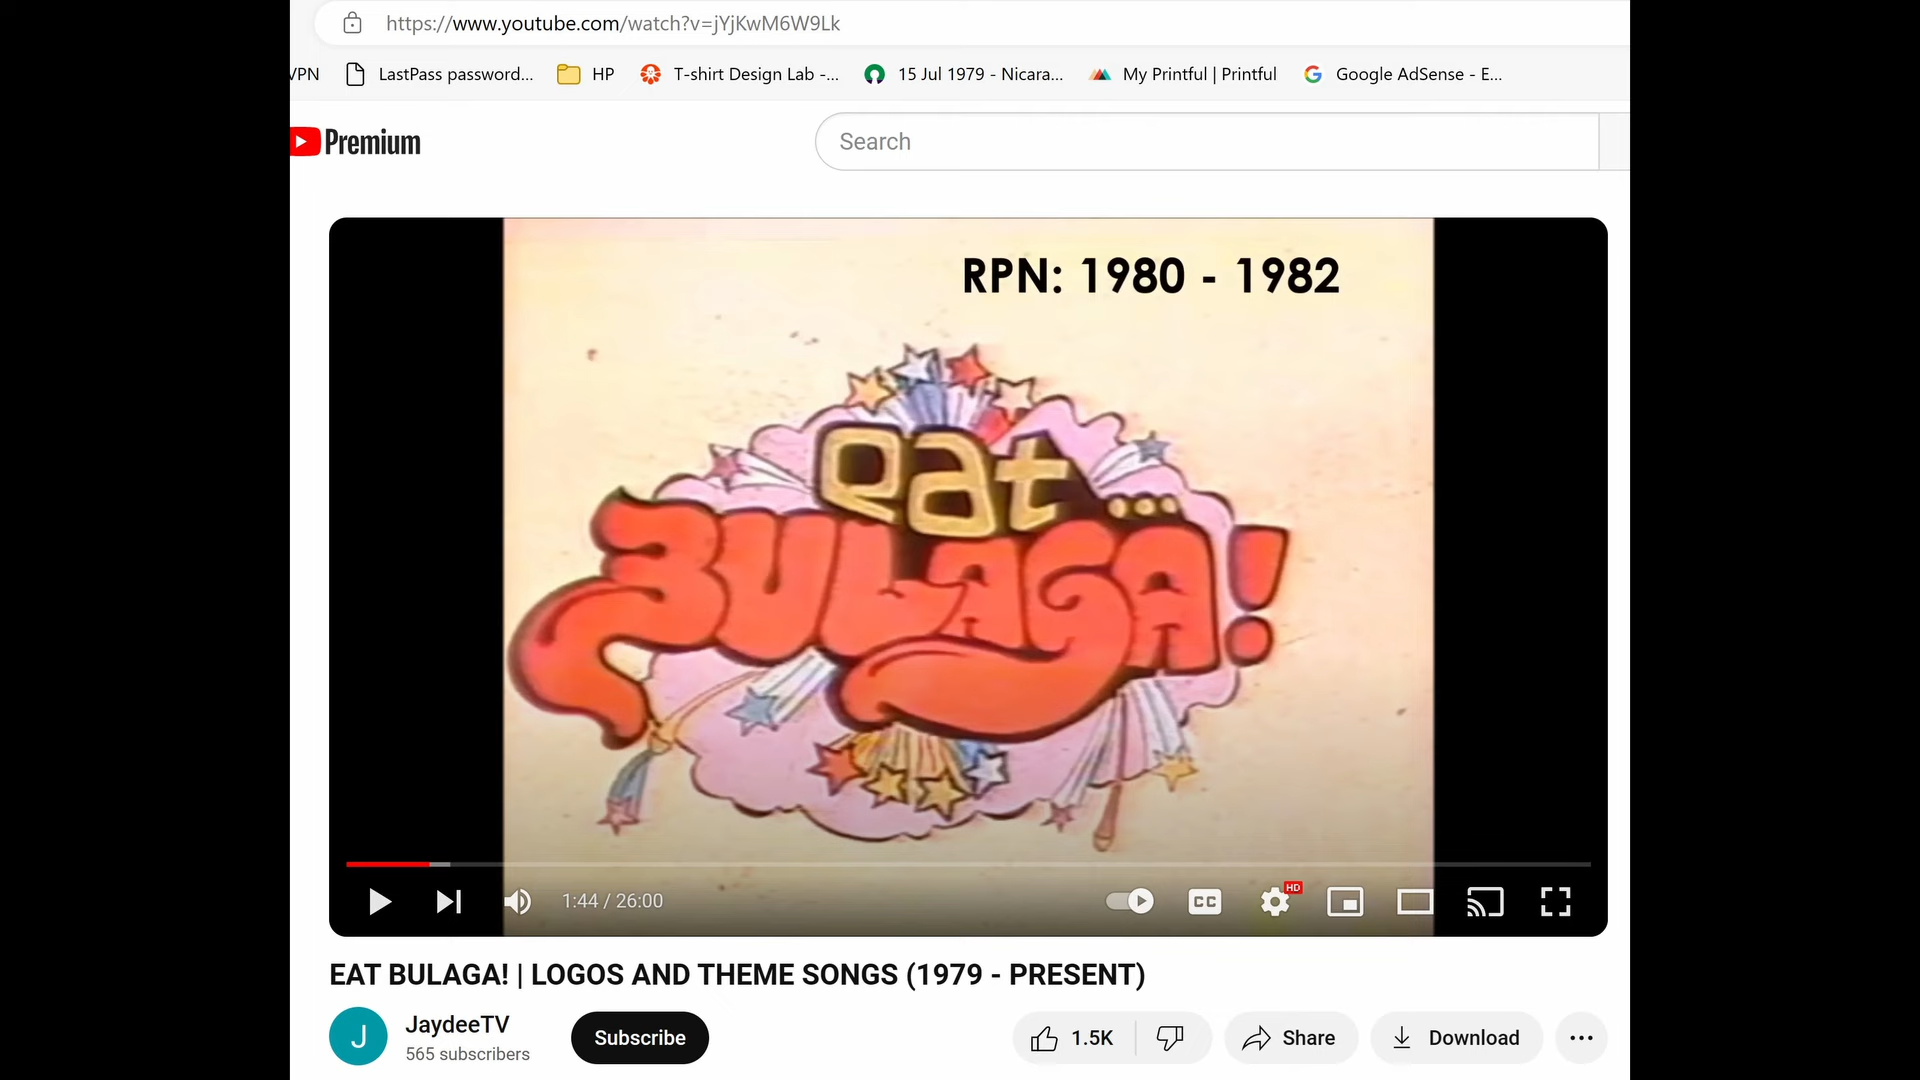 https://www.youtube.com/watch?v=jYjKwM6W9Lk
VPN LastPass password... HP T-shirt Design Lab -... 15 Jul 1979 - Nicara... My Printful | Printful Google AdSense - E...
Premium Search
RPN: 1980 - 1982
eat...
BULAGA!
1:44 / 26:00 CC HD
EAT BULAGA! | LOGOS AND THEME SONGS (1979 - PRESENT)
J JaydeeTV
565 subscribers
Subscribe 1.5K Share Download